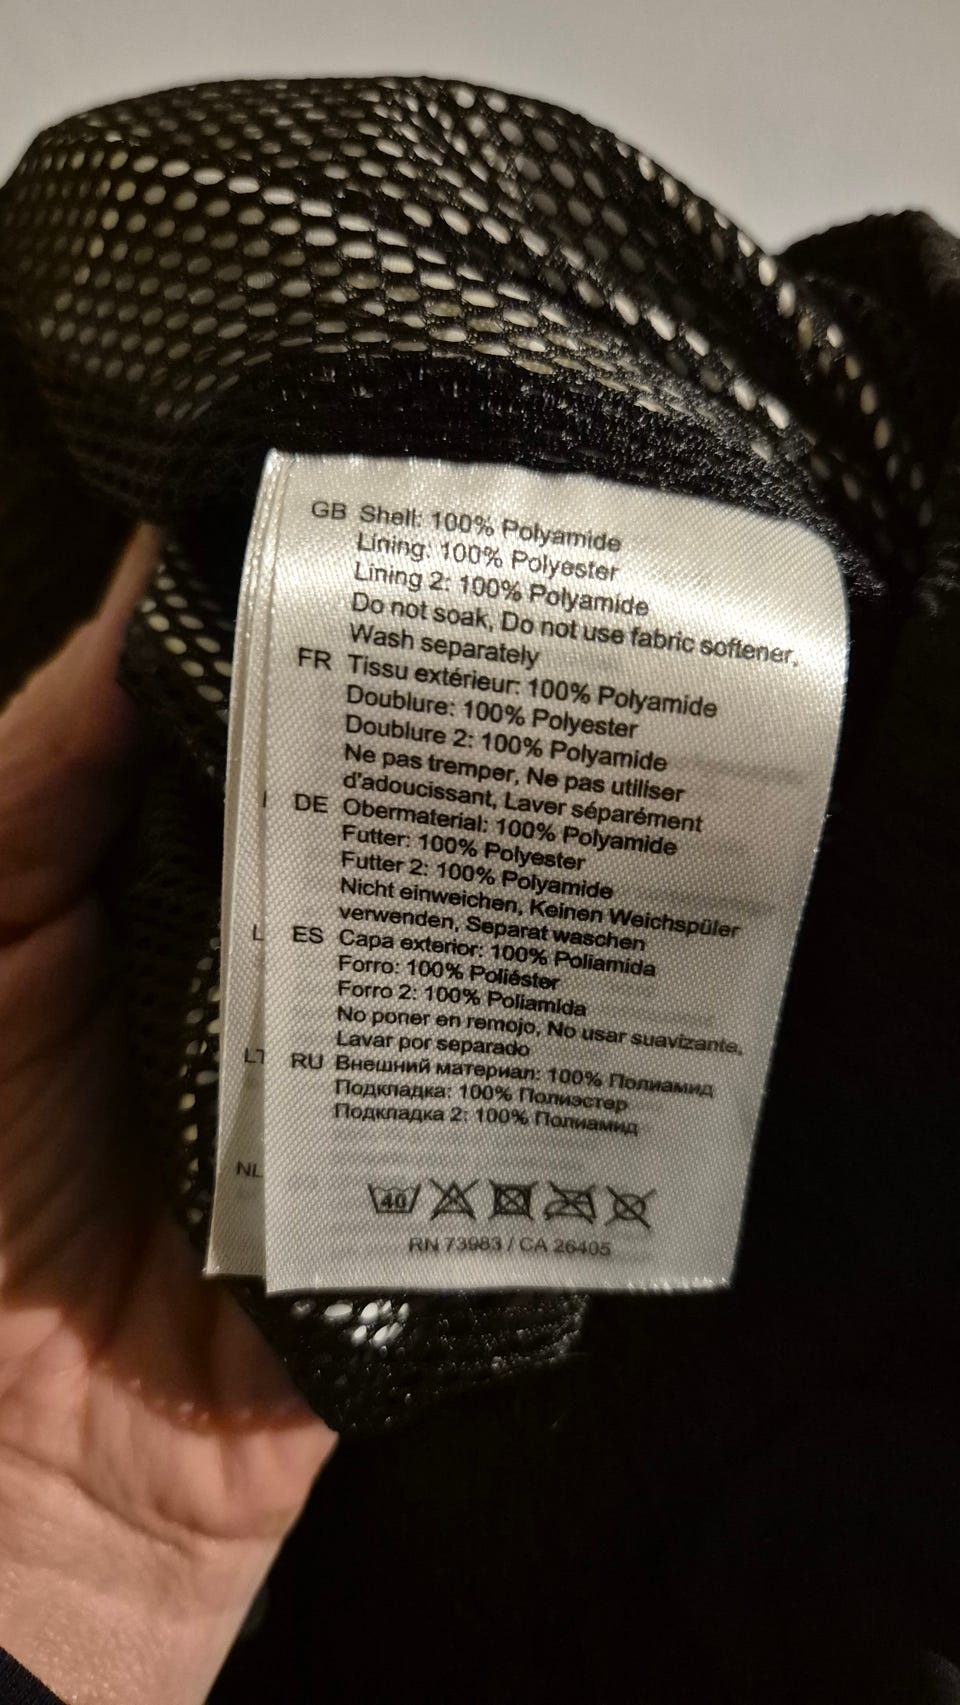 GB Shell: 100% Polyamide
Lining: 100% Polyester
Lining 2: 100% Polyamide
Do not soak, Do not use fabric softener,
Wash separately
FR Tissu extérieur: 100% Polyamide
Doublure: 100% Polyester
Doublure 2: 100% Polyamide
Ne pas tremper, Ne pas utiliser
d'adoucissant, Laver séparément
DE Obermaterial: 100% Polyamide
Futter: 100% Polyester
Futter 2: 100% Polyamide
Nicht einweichen, Keinen Weichspüler
verwenden, Separat waschen
ES Capa exterior: 100% Poliamida
Forro: 100% Poliéster
Forro 2: 100% Poliamida
No poner en remojo, No usar suavizante,
Lavar por separado
RU Внешний материал: 100% Полиамид
Подкладка: 100% Полиэстер
Подкладка 2: 100% Полиамид
40
RN 73983 / CA 26405
LT
NL